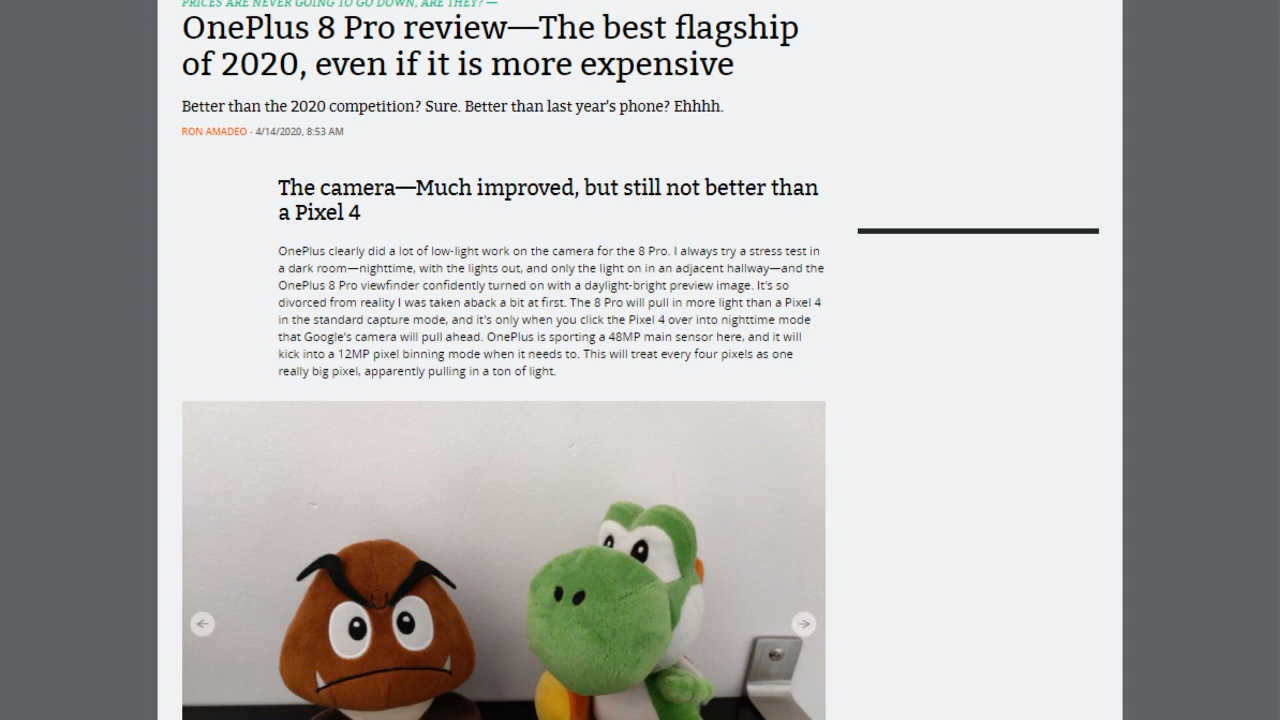 PRICES ARE NEVER GOING TO GO DOWN, ARE THEY? —
OnePlus 8 Pro review—The best flagship
of 2020, even if it is more expensive
Better than the 2020 competition? Sure. Better than last year's phone? Ehhhh.
RON AMADEO - 4/14/2020, 8:53 AM
The camera—Much improved, but still not better than
a Pixel 4
OnePlus clearly did a lot of low-light work on the camera for the 8 Pro. I always try a stress test in
a dark room—nighttime, with the lights out, and only the light on in an adjacent hallway—and the
OnePlus 8 Pro viewfinder confidently turned on with a daylight-bright preview image. It's so
divorced from reality I was taken aback a bit at first. The 8 Pro will pull in more light than a Pixel 4
in the standard capture mode, and it's only when you click the Pixel 4 over into nighttime mode
that Google's camera will pull ahead. OnePlus is sporting a 48MP main sensor here, and it will
kick into a 12MP pixel binning mode when it needs to. This will treat every four pixels as one
really big pixel, apparently pulling in a ton of light.